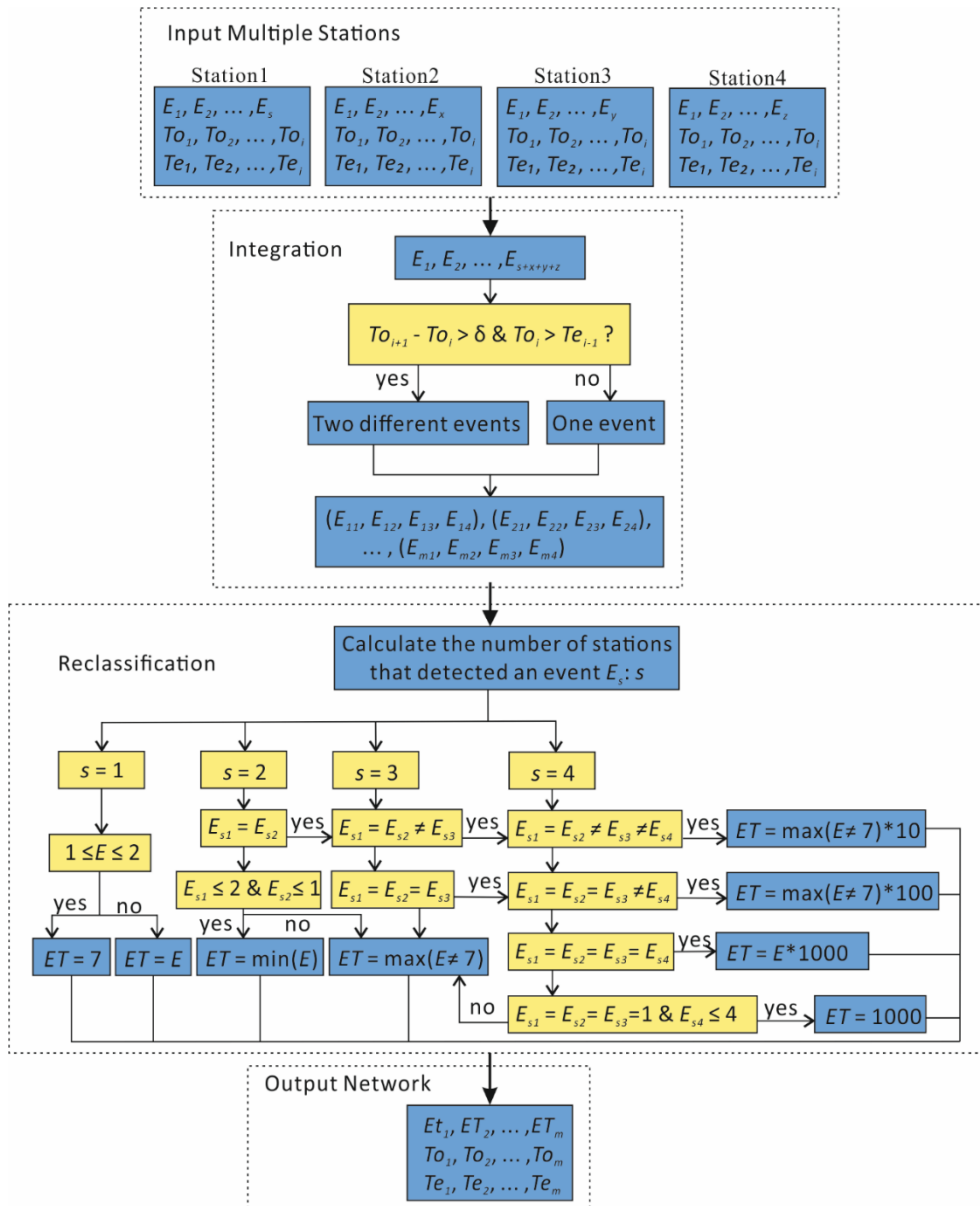 Input Multiple Stations
Station1
E₁, E₂, … ,Eₛ
To₁, To₂, … ,Toᵢ
Te₁, Te₂, … ,Teᵢ
Station2
E₁, E₂, … ,Eₓ
To₁, To₂, … ,Toᵢ
Te₁, Te₂, … ,Teᵢ
Station3
E₁, E₂, … ,E_y
To₁, To₂, … ,Toᵢ
Te₁, Te₂, … ,Teᵢ
Station4
E₁, E₂, … ,E_z
To₁, To₂, … ,Toᵢ
Te₁, Te₂, … ,Teᵢ
Integration
E₁, E₂, … ,E_s+x+y+z
Toᵢ₊₁ - Toᵢ > δ & Toᵢ > Teᵢ₋₁ ?
yes
no
Two different events
One event
(E₁₁, E₁₂, E₁₃, E₁₄), (E₂₁, E₂₂, E₂₃, E₂₄),
… , (Eₘ₁, Eₘ₂, Eₘ₃, Eₘ₄)
Reclassification
Calculate the number of stations
that detected an event Eₛ: s
s = 1
s = 2
s = 3
s = 4
Eₛ₁ = Eₛ₂
yes
Eₛ₁ = Eₛ₂ ≠ Eₛ₃
yes
Eₛ₁ = Eₛ₂ ≠ Eₛ₃ ≠Eₛ₄
yes
ET = max(E≠ 7)*10
1 ≤E ≤ 2
Eₛ₁ ≤ 2 & Eₛ₂ ≤ 1
Eₛ₁ = Eₛ₂ = Eₛ₃
yes
Eₛ₁ = Eₛ₂ = Eₛ₃ ≠Eₛ₄
yes
ET = max(E≠ 7)*100
yes
no
yes
no
ET = 7
ET = E
ET = min(E)
ET = max(E≠ 7)
Eₛ₁ = Eₛ₂ = Eₛ₃ = Eₛ₄
yes
ET = E*1000
no
Eₛ₁ = Eₛ₂ = Eₛ₃=1 & Eₛ₄ ≤ 4
yes
ET = 1000
Output Network
Et₁, ET₂, … ,ETₘ
To₁, To₂, … ,Toₘ
Te₁, Te₂, … ,Teₘ